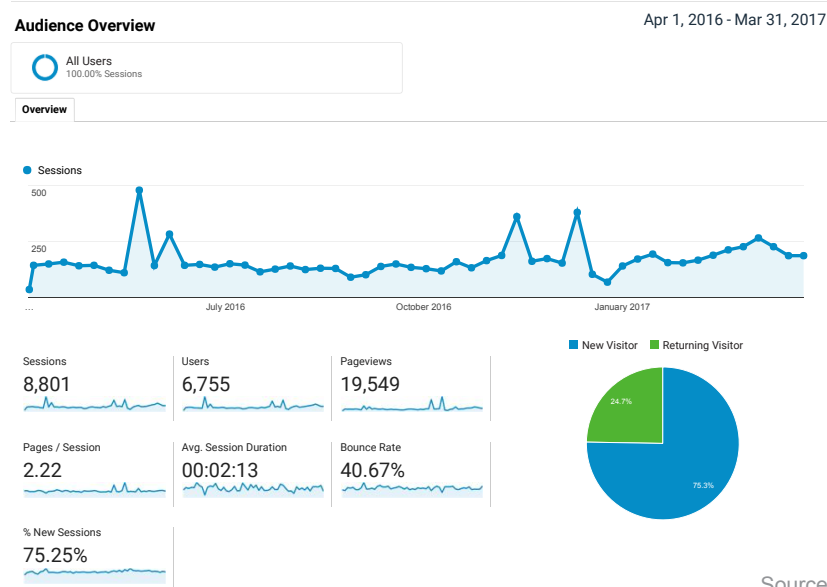 Audience Overview
Apr 1, 2016 - Mar 31, 2017
All Users
100.00% Sessions
Overview
Sessions
500
250
...
July 2016
October 2016
January 2017
New Visitor
Returning Visitor
Sessions
8,801
Users
6,755
Pageviews
19,549
24.7%
75.3%
Pages / Session
2.22
Avg. Session Duration
00:02:13
Bounce Rate
40.67%
% New Sessions
75.25%
Source